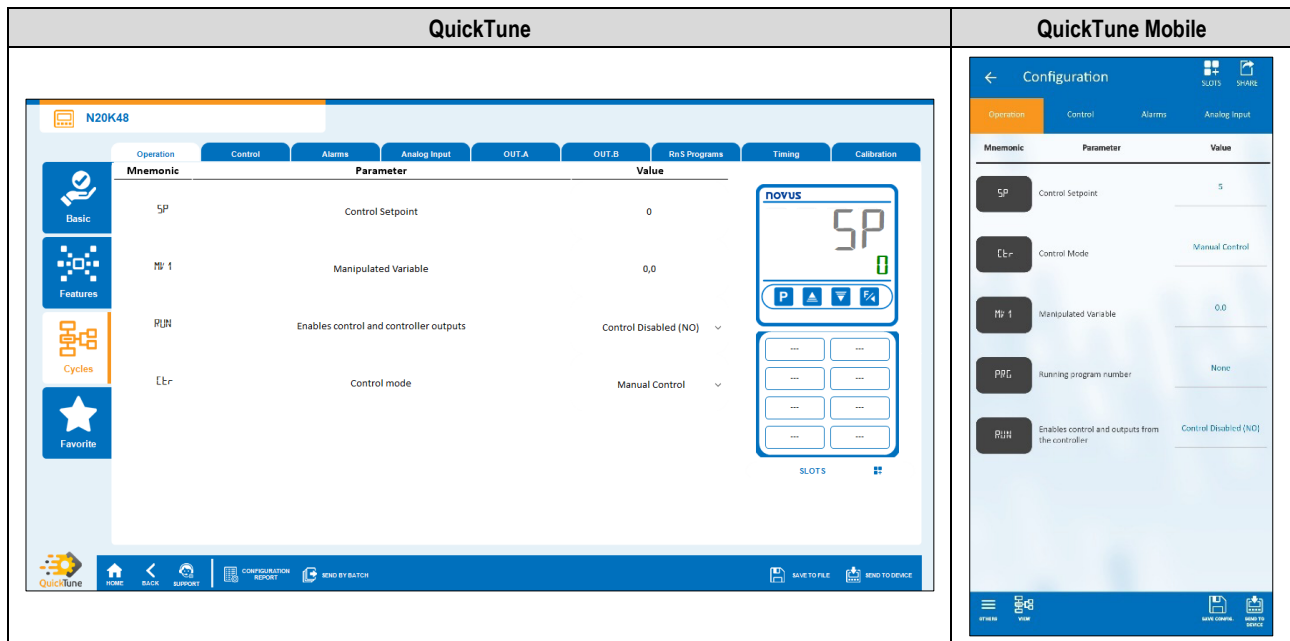 QuickTune
QuickTune Mobile
N20K48
Operation Control Alarms Analog Input OUT.A OUT.B RnS Programs Timing Calibration
Mnemonic Parameter Value
Basic
Features
Cycles
Favorite
SP Control Setpoint 0
MV 1 Manipulated Variable 0,0
RUN Enables control and controller outputs Control Disabled (NO)
Ctr Control mode Manual Control
novus
SP
0
P F/
--- ---
--- ---
--- ---
--- ---
SLOTS
QuickTune
HOME BACK SUPPORT CONFIGURATION REPORT SEND BY BATCH SAVE TO FILE SEND TO DEVICE
Configuration SLOTS SHARE
Operation Control Alarms Analog Input
Mnemonic Parameter Value
SP Control Setpoint 5
Ctr Control Mode Manual Control
MV 1 Manipulated Variable 0.0
PRG Running program number None
RUN Enables control and outputs from Control Disabled (NO)
the controller
OTHERS VIEW SAVE CONFIG. SEND TO
DEVICE